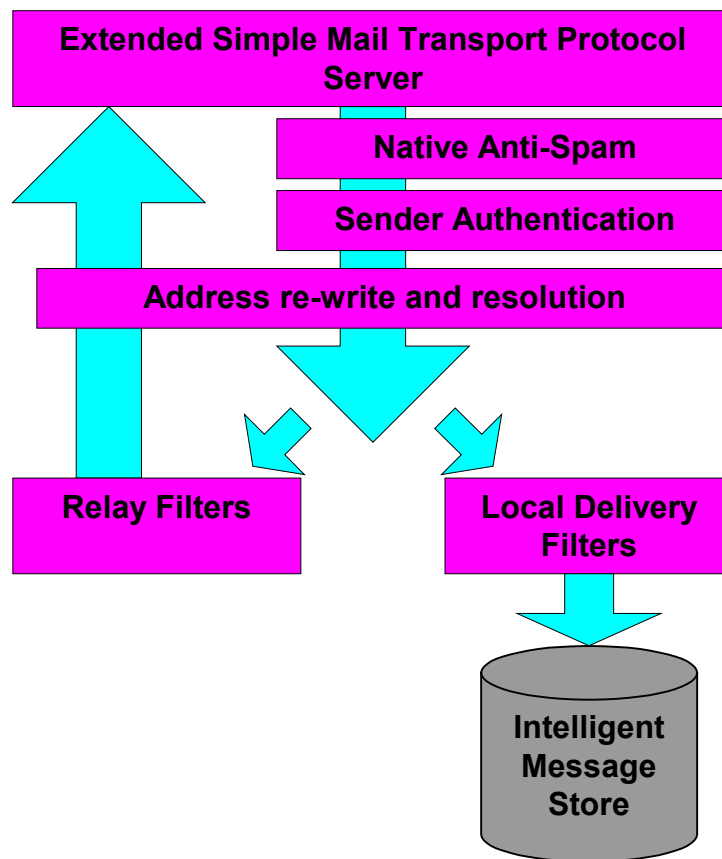 Extended Simple Mail Transport Protocol
Server
Native Anti-Spam
Sender Authentication
Address re-write and resolution
Relay Filters
Local Delivery
Filters
Intelligent
Message
Store